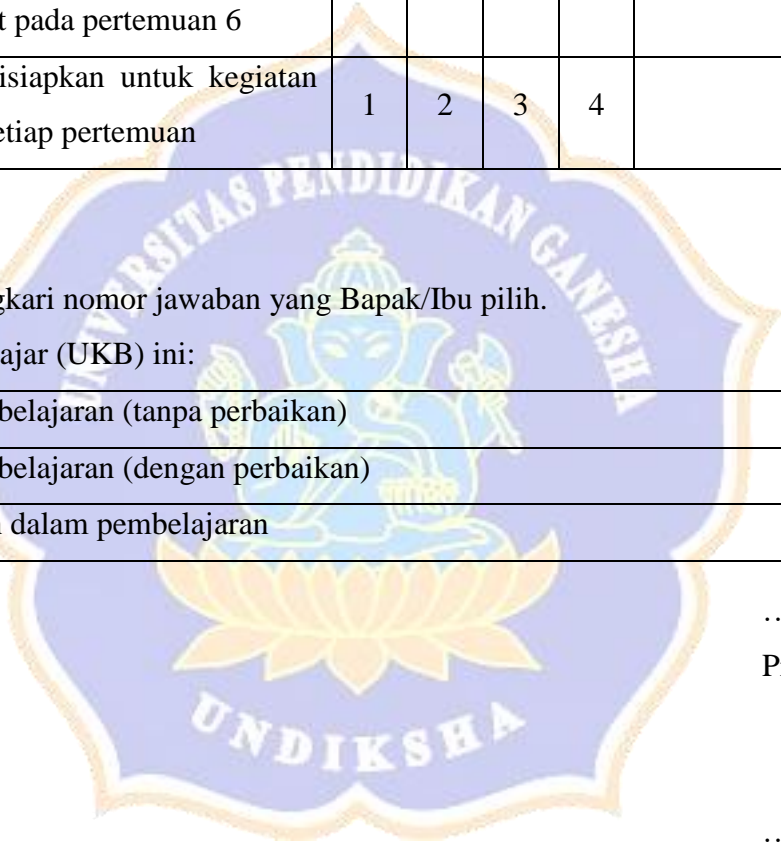 t pada pertemuan 6
isiapkan untuk kegiatan
etiap pertemuan
1 2 3 4
UNIVERSITAS PENDIDIKAN GANESHA
gkari nomor jawaban yang Bapak/Ibu pilih.
ajar (UKB) ini:
belajaran (tanpa perbaikan)
belajaran (dengan perbaikan)
dalam pembelajaran
..
P
UNDIKSHA
..